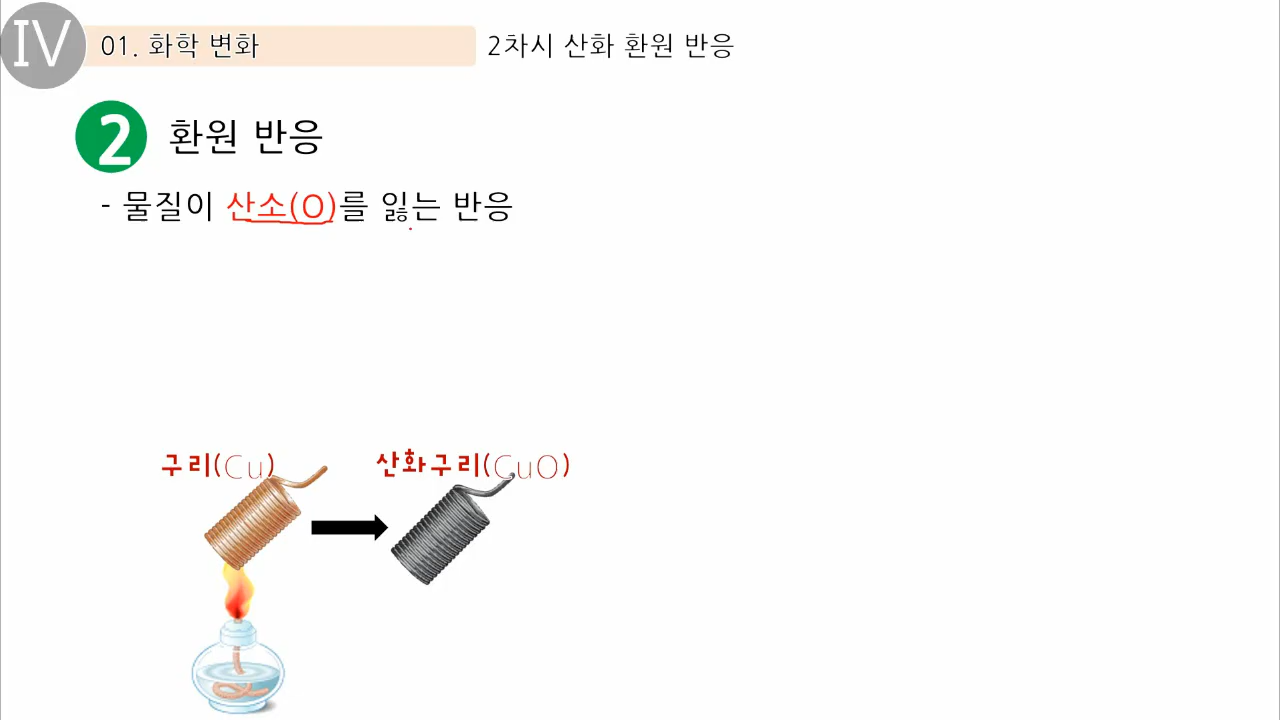 IV 01. 화학 변화 2차시 산화 환원 반응
2 환원 반응
- 물질이 산소(O)를 잃는 반응
구리(Cu) 산화구리(CuO)